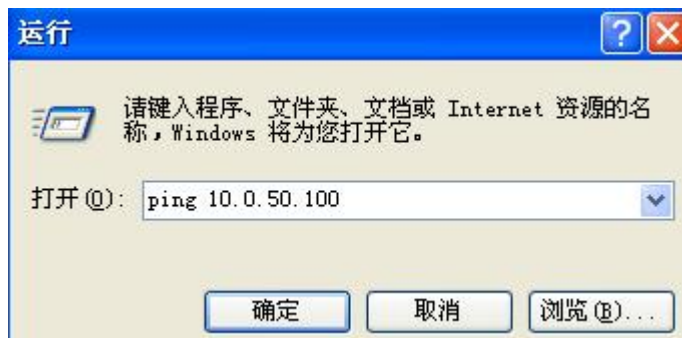 运行
请键入程序、文件夹、文档或 Internet 资源的名
称，Windows 将为您打开它。
打开(O): ping 10.0.50.100
确定 取消 浏览(B)...